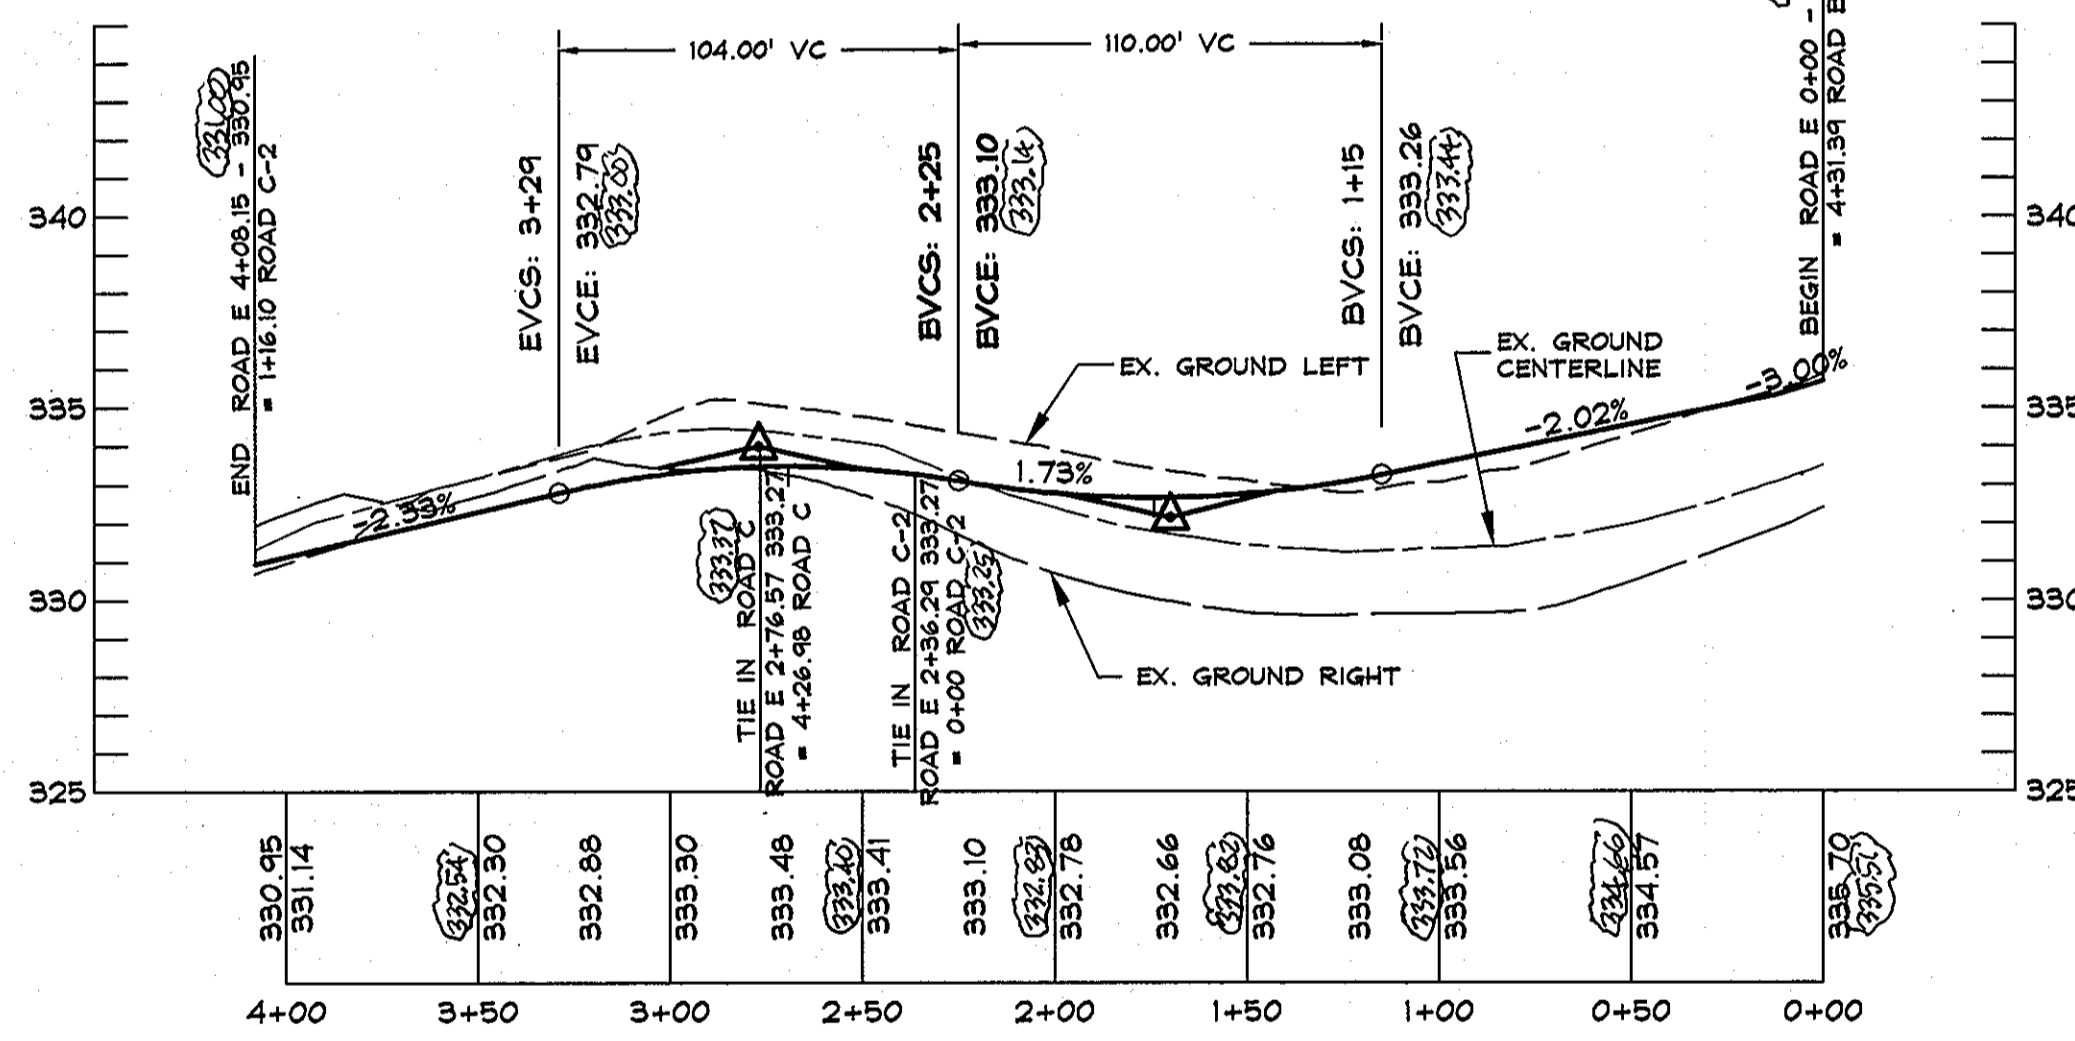 104.00' VC
110.00' VC
END ROAD E 4+08.15 - 330.95
= 1+16.10 ROAD C-2
331.00
EVCS: 3+29
EVCE: 332.79
333.00
BVCS: 2+25
BVCE: 333.10
333.14
BVCS: 1+15
BVCE: 333.26
333.44
BEGIN ROAD E 0+00 -
= 4+31.39 ROAD E
340
340
335
335
330
330
325
325
EX. GROUND LEFT
EX. GROUND
CENTERLINE
EX. GROUND RIGHT
-2.33%
1.73%
-2.02%
-3.00%
TIE IN ROAD C
ROAD E 2+76.57 333.27
= 4+26.98 ROAD C
333.37
TIE IN ROAD C-2
ROAD E 2+36.29 333.27
= 0+00 ROAD C-2
333.25
330.95
331.14
332.54
332.30
332.88
333.30
333.48
333.40
333.41
333.10
332.83
332.78
332.66
332.76
333.08
333.72
333.56
334.66
334.57
335.70
335.51
4+00
3+50
3+00
2+50
2+00
1+50
1+00
0+50
0+00